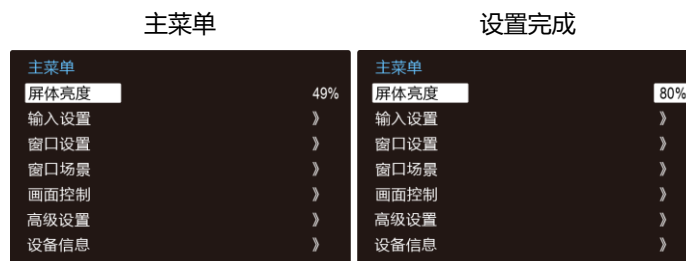 主菜单
主菜单
屏体亮度 49%
输入设置 》
窗口设置 》
窗口场景 》
画面控制 》
高级设置 》
设备信息 》
设置完成
主菜单
屏体亮度 80%
输入设置 》
窗口设置 》
窗口场景 》
画面控制 》
高级设置 》
设备信息 》